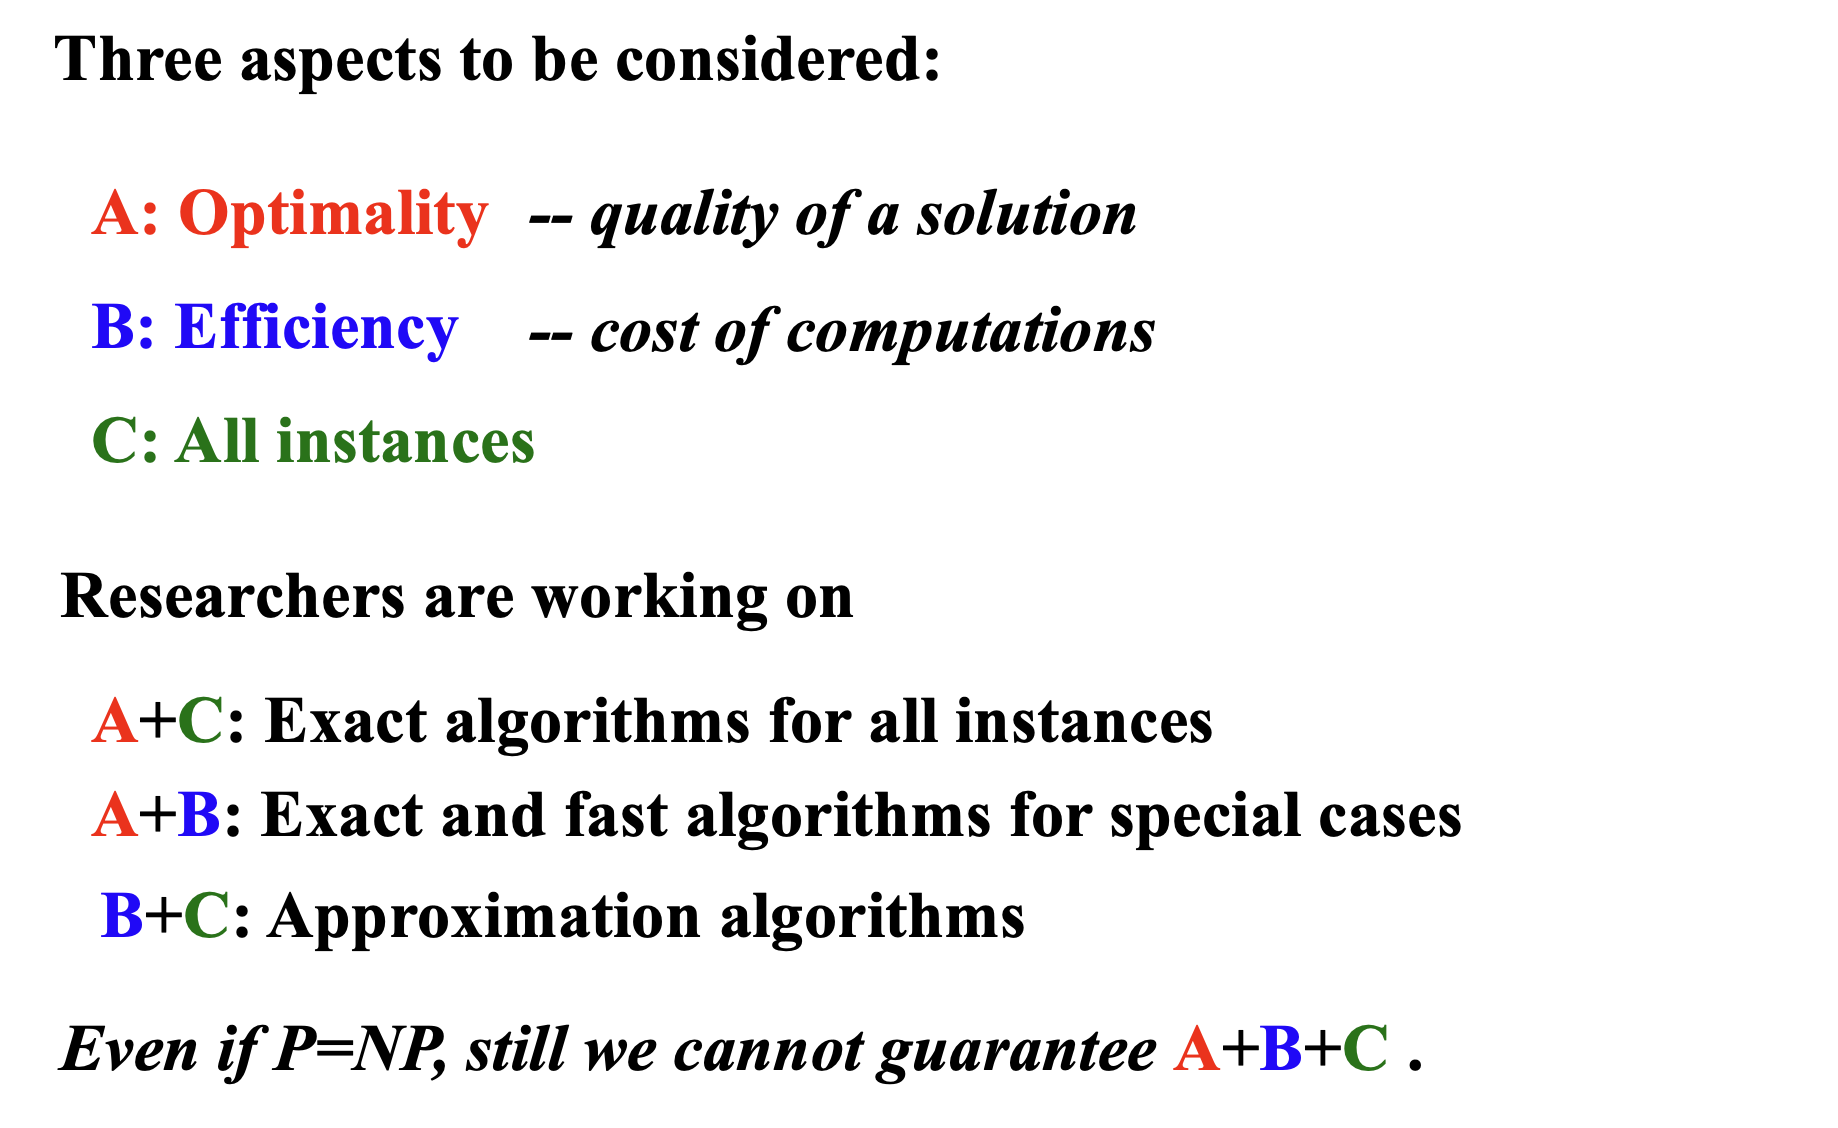 Three aspects to be considered:
A: Optimality -- quality of a solution
B: Efficiency -- cost of computations
C: All instances
Researchers are working on
A+C: Exact algorithms for all instances
A+B: Exact and fast algorithms for special cases
B+C: Approximation algorithms
Even if P=NP, still we cannot guarantee A+B+C .